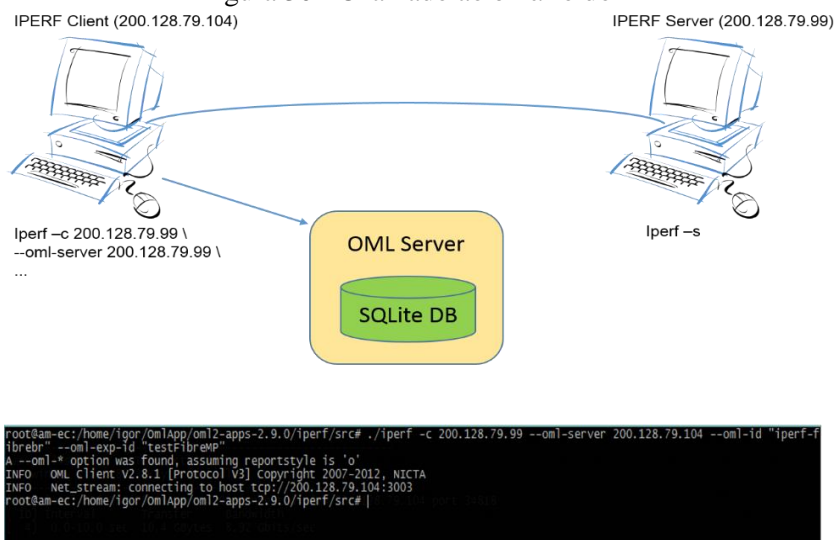 IPERF Client (200.128.79.104)
IPERF Server (200.128.79.99)
Iperf –c 200.128.79.99 \
--oml-server 200.128.79.99 \
...
Iperf –s
OML Server
SQLite DB
root@am-ec:/home/igor/OmlApp/oml2-apps-2.9.0/iperf/src# ./iperf -c 200.128.79.99 --oml-server 200.128.79.104 --oml-id "iperf-f
ibrebr" --oml-exp-id "testFibreMP"
A --oml-* option was found, assuming reportstyle is 'o'
INFO OML Client V2.8.1 [Protocol V3] Copyright 2007-2012, NICTA
INFO Net_stream: connecting to host tcp://200.128.79.104:3003
root@am-ec:/home/igor/OmlApp/oml2-apps-2.9.0/iperf/src#